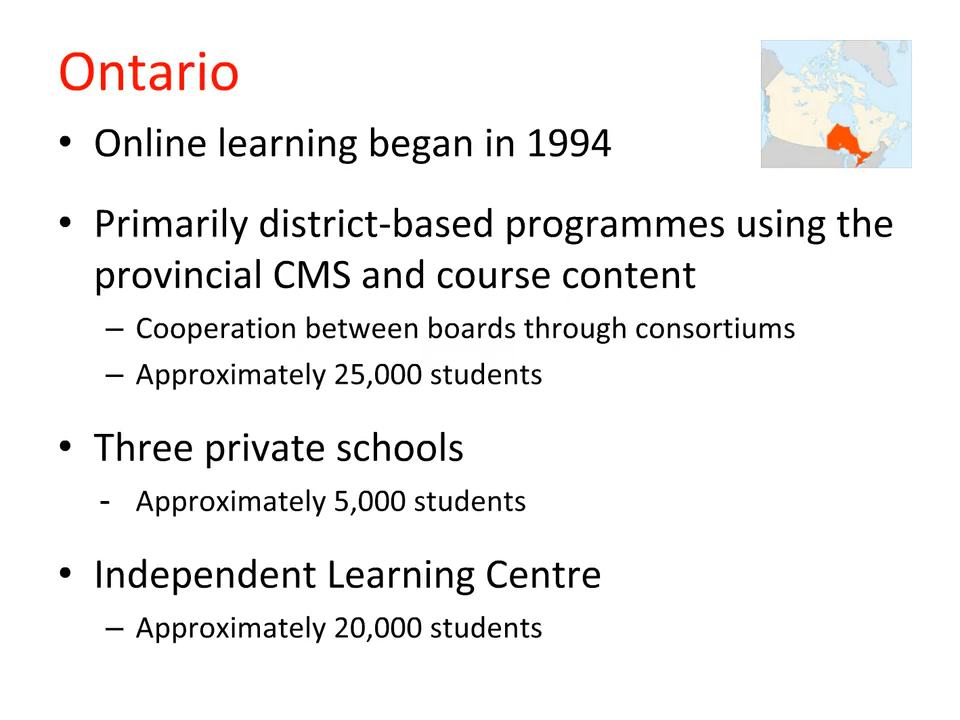 Ontario
• Online learning began in 1994
• Primarily district-based programmes using the
provincial CMS and course content
– Cooperation between boards through consortiums
– Approximately 25,000 students
• Three private schools
- Approximately 5,000 students
• Independent Learning Centre
– Approximately 20,000 students